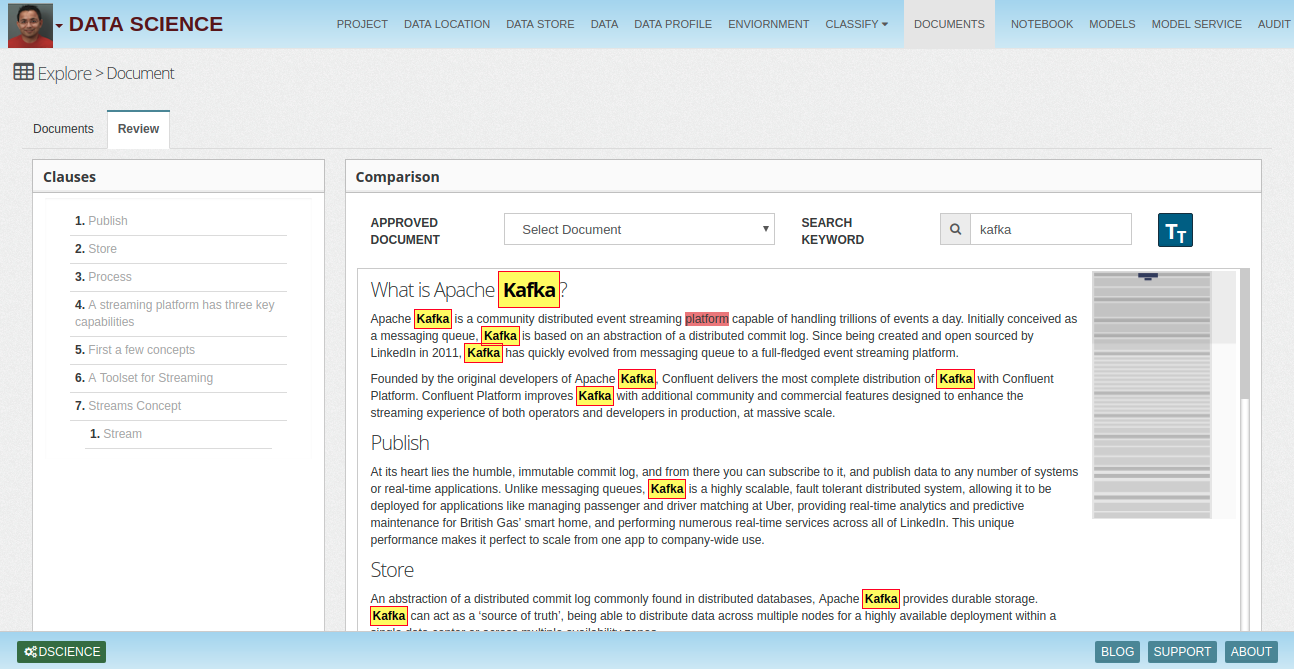 DATA SCIENCE
PROJECT DATA LOCATION DATA STORE DATA DATA PROFILE ENVIORNMENT CLASSIFY DOCUMENTS NOTEBOOK MODELS MODEL SERVICE AUDIT
Explore > Document
Documents Review
Clauses
1. Publish
2. Store
3. Process
4. A streaming platform has three key
capabilities
5. First a few concepts
6. A Toolset for Streaming
7. Streams Concept
1. Stream
Comparison
APPROVED
DOCUMENT
Select Document
SEARCH
KEYWORD
kafka
TT
What is Apache Kafka?
Apache Kafka is a community distributed event streaming platform capable of handling trillions of events a day. Initially conceived as
a messaging queue, Kafka is based on an abstraction of a distributed commit log. Since being created and open sourced by
LinkedIn in 2011, Kafka has quickly evolved from messaging queue to a full-fledged event streaming platform.
Founded by the original developers of Apache Kafka, Confluent delivers the most complete distribution of Kafka with Confluent
Platform. Confluent Platform improves Kafka with additional community and commercial features designed to enhance the
streaming experience of both operators and developers in production, at massive scale.
Publish
At its heart lies the humble, immutable commit log, and from there you can subscribe to it, and publish data to any number of systems
or real-time applications. Unlike messaging queues, Kafka is a highly scalable, fault tolerant distributed system, allowing it to be
deployed for applications like managing passenger and driver matching at Uber, providing real-time analytics and predictive
maintenance for British Gas’ smart home, and performing numerous real-time services across all of LinkedIn. This unique
performance makes it perfect to scale from one app to company-wide use.
Store
An abstraction of a distributed commit log commonly found in distributed databases, Apache Kafka provides durable storage.
Kafka can act as a ‘source of truth’, being able to distribute data across multiple nodes for a highly available deployment within a
single data center or across multiple availability zones.
DSCIENCE
BLOG SUPPORT ABOUT